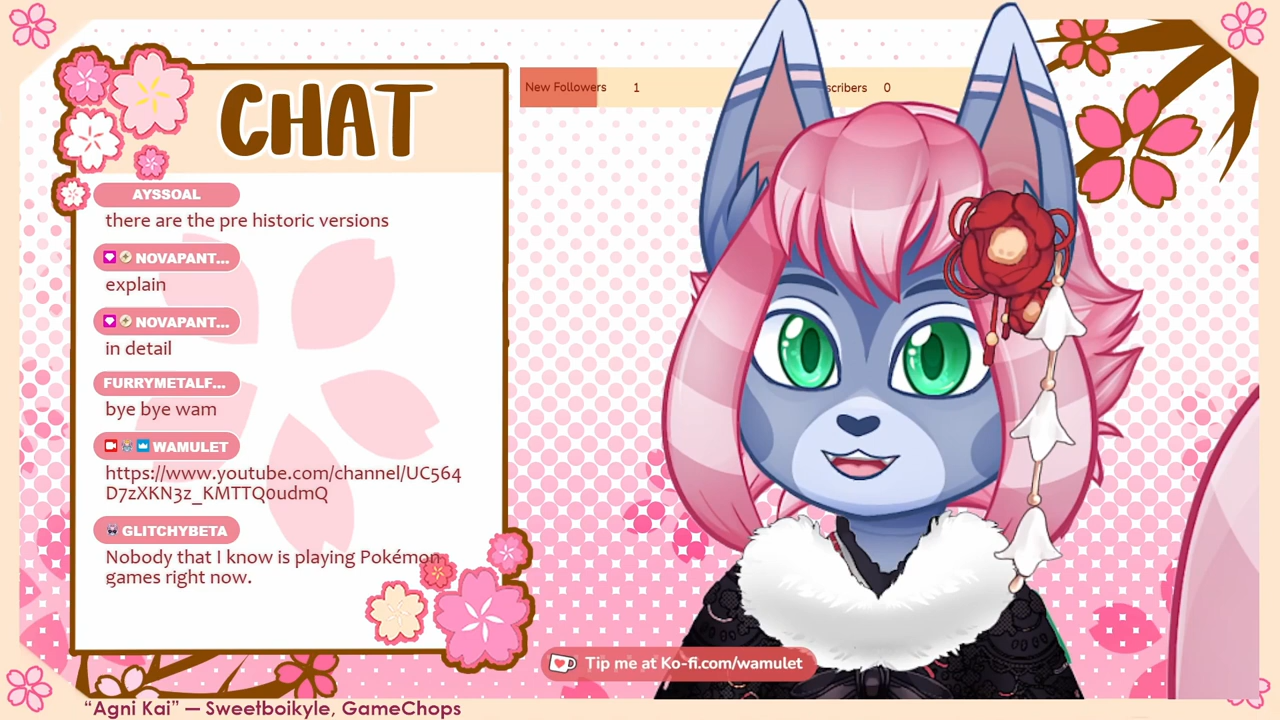 CHAT
New Followers 1
scribers 0
AYSSOAL
there are the pre historic versions
NOVAPANT...
explain
NOVAPANT...
in detail
FURRYMETALF...
bye bye wam
WAMULET
https://www.youtube.com/channel/UC564
D7zXKN3z_KMTTQ0udmQ
GLITCHYBETA
Nobody that I know is playing Pokémon
games right now.
Tip me at Ko-fi.com/wamulet
“Agni Kai” — Sweetboikyle, GameChops